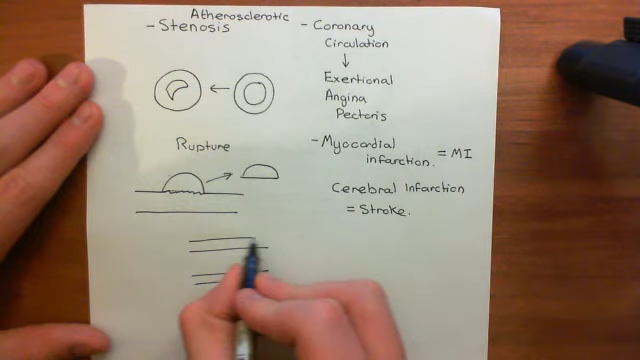 Atherosclerotic
- Stenosis
- Coronary
Circulation
↓
Exertional
Angina
Pectoris
Rupture
- Myocardial
infarction. = MI
Cerebral Infarction
= Stroke.